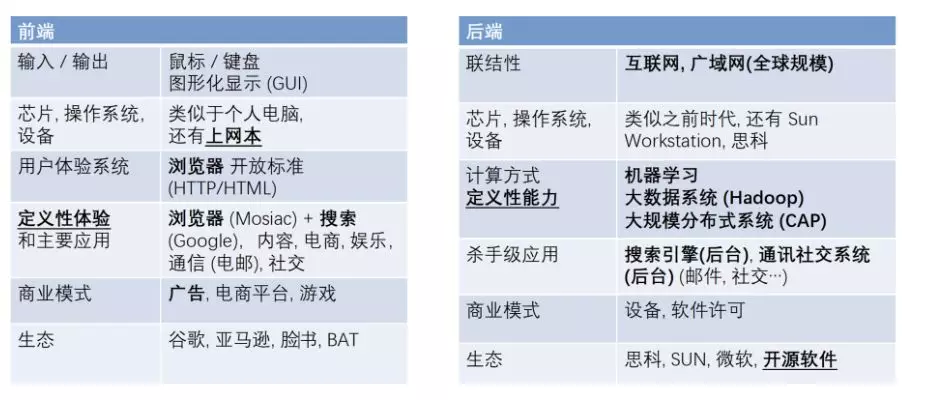 前端
输入 / 输出
鼠标 / 键盘
图形化显示 (GUI)
芯片, 操作系统,
设备
类似于个人电脑,
还有上网本
用户体验系统
浏览器 开放标准
(HTTP/HTML)
定义性体验
和主要应用
浏览器 (Mosiac) + 搜索
(Google), 内容, 电商, 娱乐,
通信 (电邮), 社交
商业模式
广告, 电商平台, 游戏
生态
谷歌, 亚马逊, 脸书, BAT
后端
联结性
互联网, 广域网(全球规模)
芯片, 操作系统,
设备
类似之前时代, 还有 Sun
Workstation, 思科
计算方式
定义性能力
机器学习
大数据系统 (Hadoop)
大规模分布式系统 (CAP)
杀手级应用
搜索引擎(后台), 通讯社交系统
(后台) (邮件, 社交…)
商业模式
设备, 软件许可
生态
思科, SUN, 微软, 开源软件